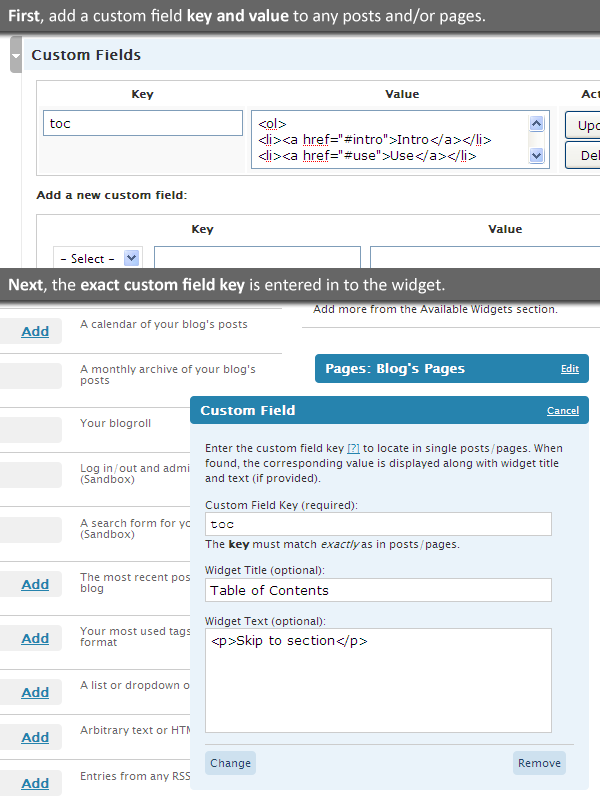 First, add a custom field key and value to any posts and/or pages.
Custom Fields
Key Value
toc
<ol>
<li><a href="#intro">Intro</a></li>
<li><a href="#use">Use</a></li>
Add a new custom field:
Key Value
– Select –
Next, the exact custom field key is entered in to the widget.
Add more from the Available Widgets section.
Add A calendar of your blog's posts
A monthly archive of your blog's
posts
Your blogroll
Log in/out and admi
(Sandbox)
A search form for yo
(Sandbox)
Add The most recent pos
blog
Add Your most used tags
format
Add A list or dropdown o
Add Arbitrary text or HTM
Add Entries from any RSS
Pages: Blog's Pages Edit
Custom Field Cancel
Enter the custom field key [?] to locate in single posts/pages. When
found, the corresponding value is displayed along with widget title
and text (if provided).
Custom Field Key (required):
toc
The key must match exactly as in posts/pages.
Widget Title (optional):
Table of Contents
Widget Text (optional):
<p>Skip to section</p>
Change Remove